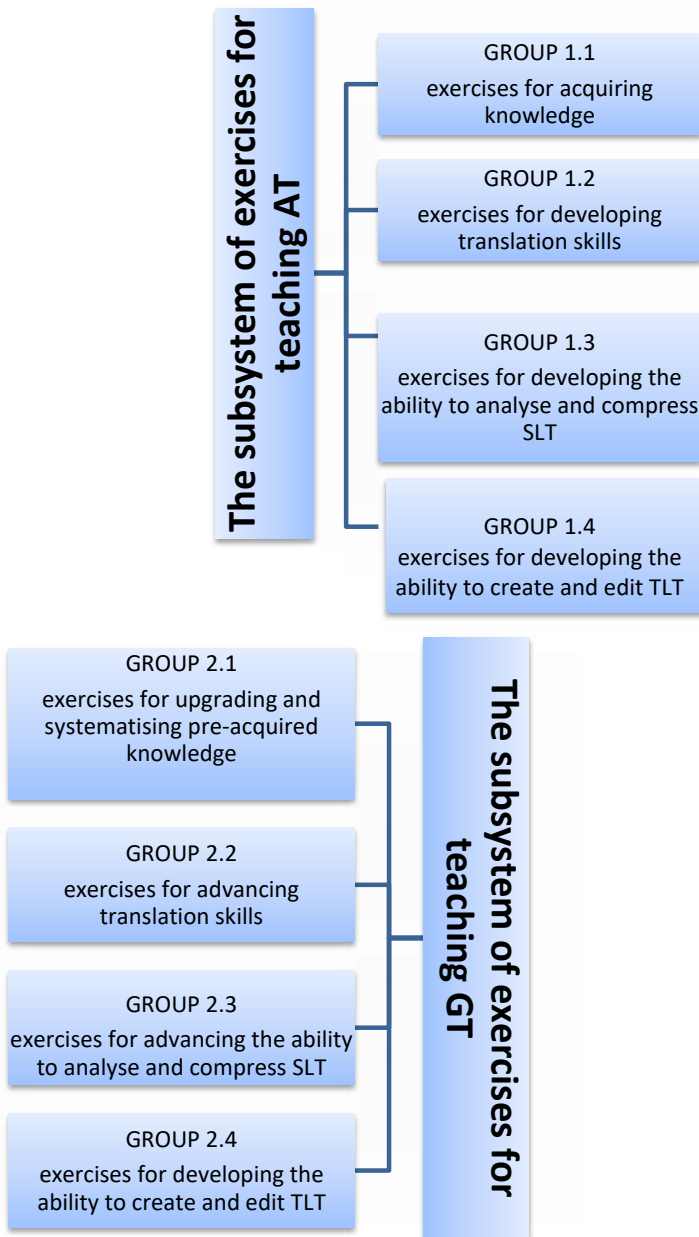 The subsystem of exercises for
teaching AT
GROUP 1.1
exercises for acquiring
knowledge
GROUP 1.2
exercises for developing
translation skills
GROUP 1.3
exercises for developing the
ability to analyse and compress
SLT
GROUP 1.4
exercises for developing the
ability to create and edit TLT
GROUP 2.1
exercises for upgrading and
systematising pre-acquired
knowledge
GROUP 2.2
exercises for advancing
translation skills
GROUP 2.3
exercises for advancing the ability
to analyse and compress SLT
GROUP 2.4
exercises for developing the
ability to create and edit TLT
The subsystem of exercises for
teaching GT